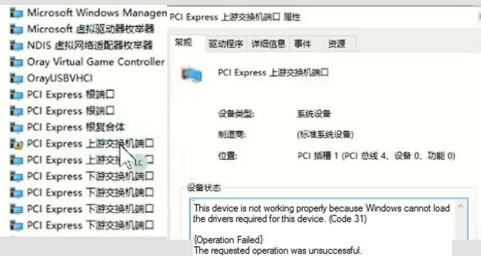 Microsoft Windows Managen
Microsoft 虚拟驱动器枚举器
NDIS 虚拟网络适配器枚举器
Oray Virtual Game Controller
OrayUSBVHCI
PCI Express 根端口
PCI Express 根端口
PCI Express 根复合体
PCI Express 上游交换机端口
PCI Express 上游交换机端口
PCI Express 下游交换机端口
PCI Express 下游交换机端口
PCI Express 下游交换机端口
PCI Express 下游交换机端口
PCI Express 上游交换机端口 属性
常规 驱动程序 详细信息 事件 资源
PCI Express 上游交换机端口
设备类型: 系统设备
制造商: (标准系统设备)
位置: PCI 插槽 1 (PCI 总线 4、设备 0、功能 0)
设备状态
This device is not working properly because Windows cannot load
the drivers required for this device. (Code 31)
{Operation Failed}
The requested operation was unsuccessful.